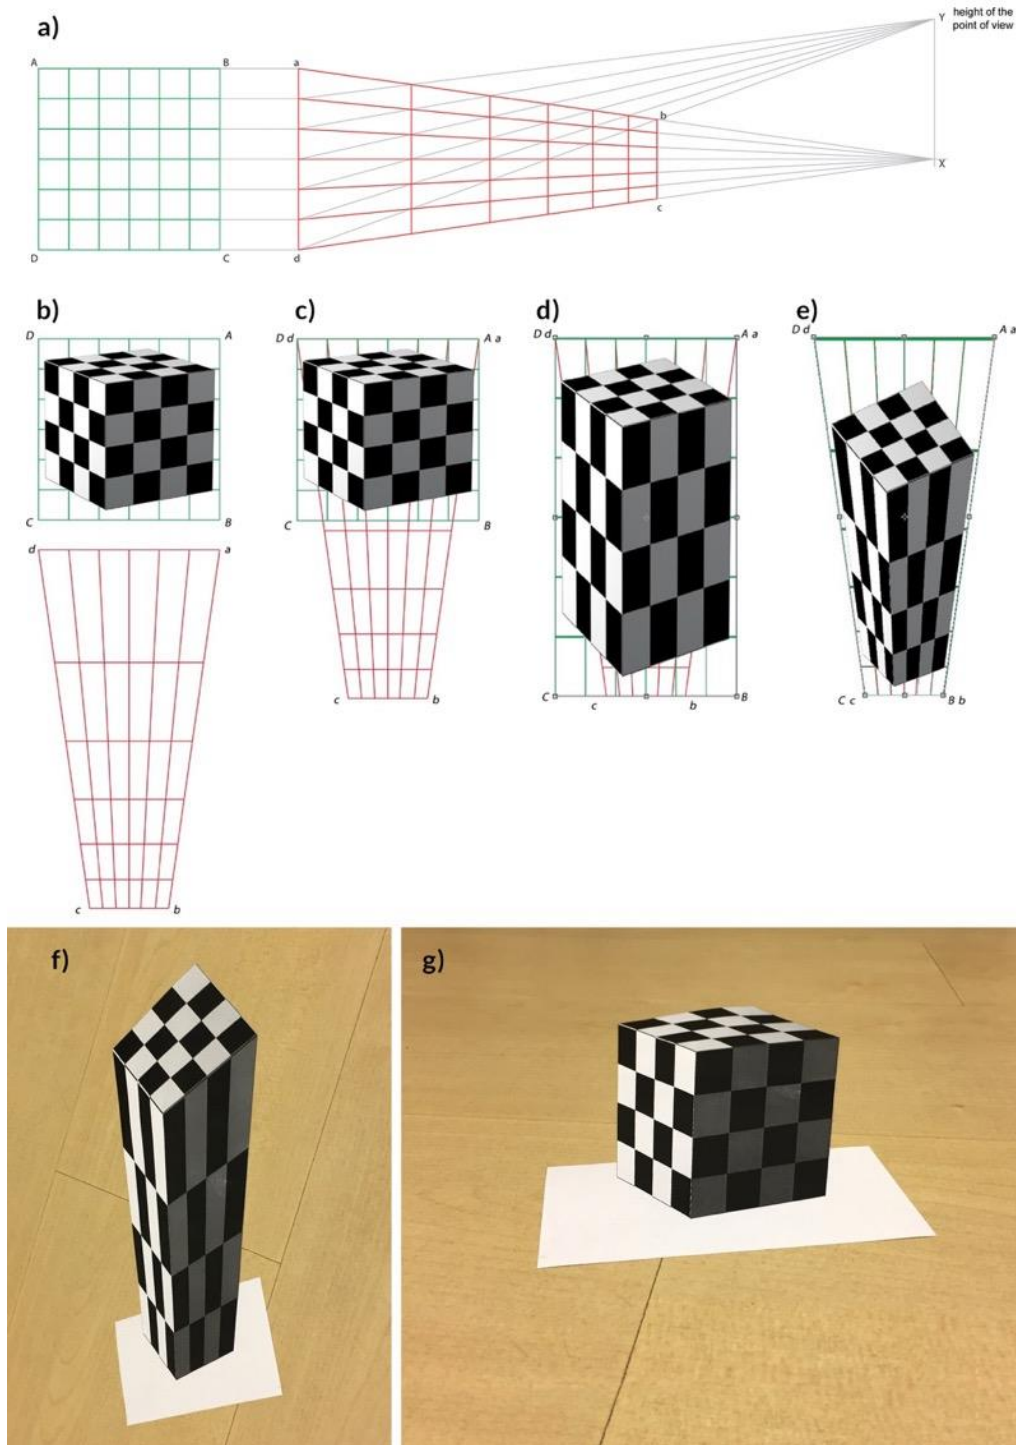 a)
Y height of the
point of view
A B a
b
X
c
D C d
b) c) d) e)
D A D d A a D d A a D d A a
C B C B
d a
c b C c b B C c B b
c b
f) g)